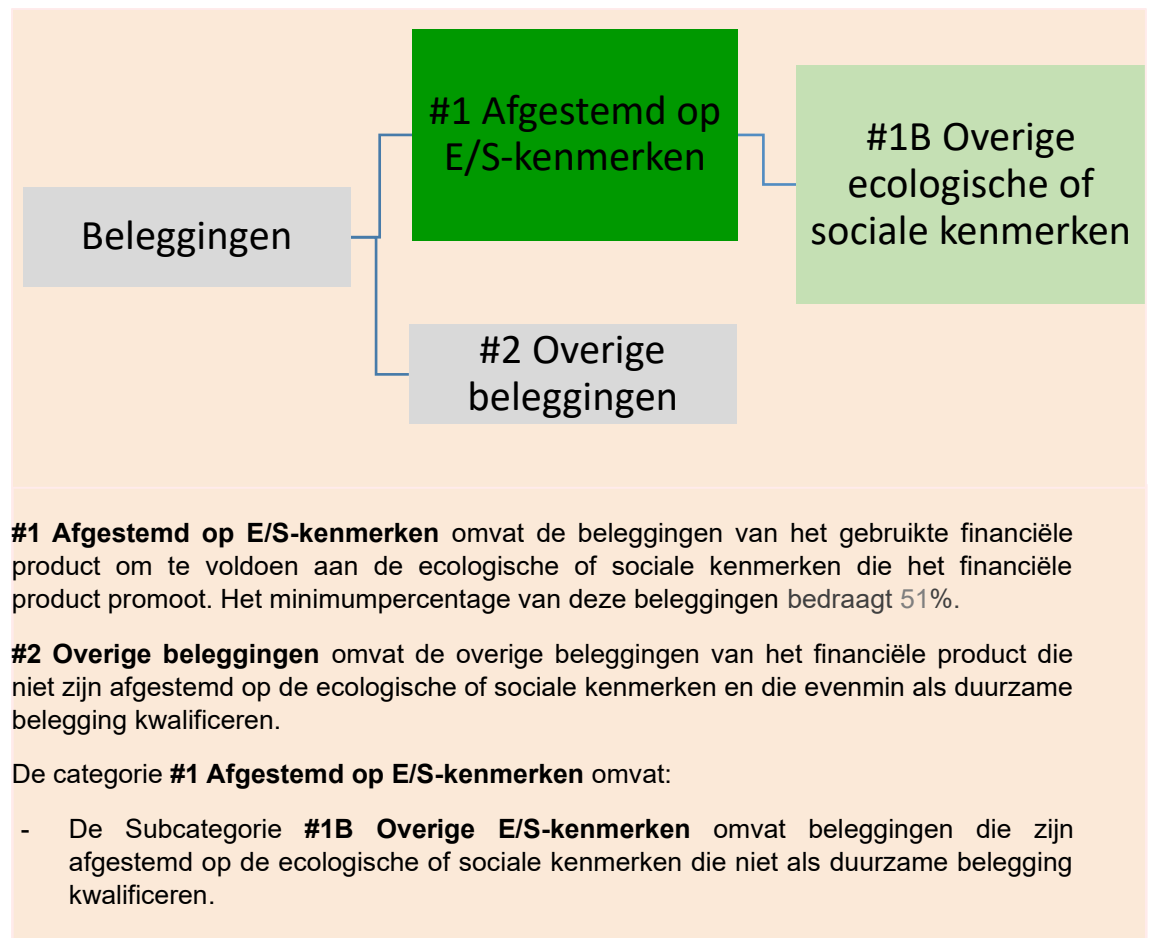 #1 Afgestemd op
E/S-kenmerken
#1B Overige
ecologische of
sociale kenmerken
Beleggingen
#2 Overige
beleggingen
#1 Afgestemd op E/S-kenmerken omvat de beleggingen van het gebruikte financiële
product om te voldoen aan de ecologische of sociale kenmerken die het financiële
product promoot. Het minimumpercentage van deze beleggingen bedraagt 51%.
#2 Overige beleggingen omvat de overige beleggingen van het financiële product die
niet zijn afgestemd op de ecologische of sociale kenmerken en die evenmin als duurzame
belegging kwalificeren.
De categorie #1 Afgestemd op E/S-kenmerken omvat:
- De Subcategorie #1B Overige E/S-kenmerken omvat beleggingen die zijn
afgestemd op de ecologische of sociale kenmerken die niet als duurzame belegging
kwalificeren.